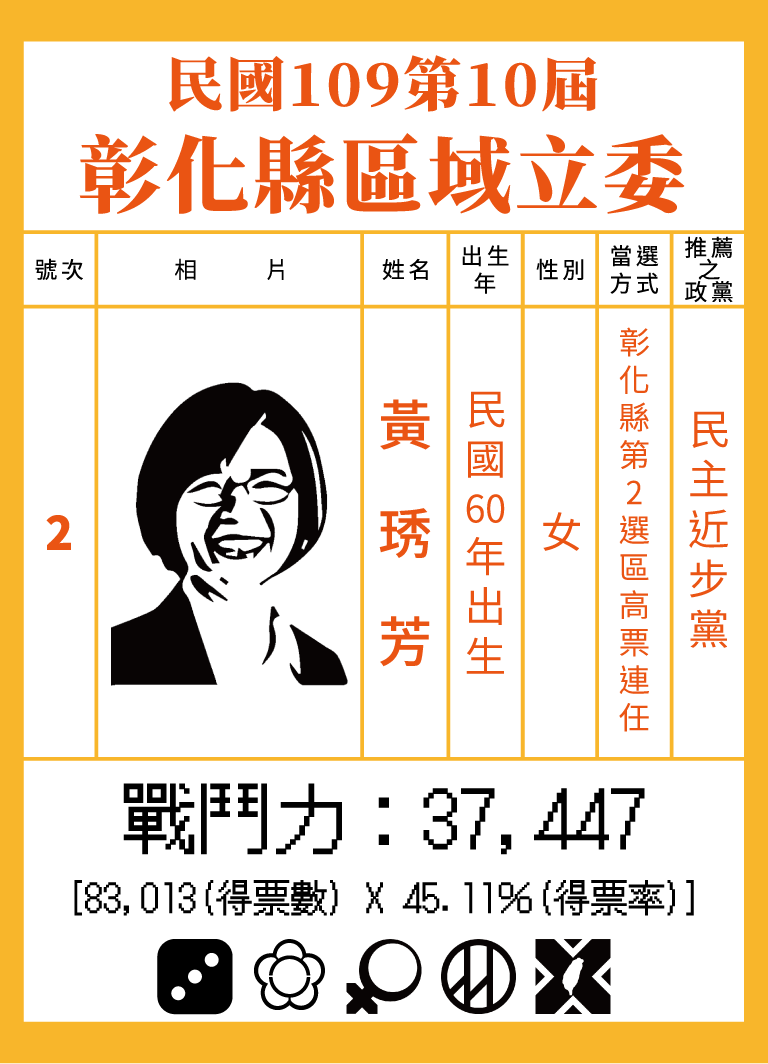 民國109第10屆
彰化縣區域立委
號次
相 片
姓名
出生
年
性別
當選
方式
推薦
之
政黨
2
黃琇芳
民國60年出生
女
彰化縣第2選區高票連任
民主近步黨
戰鬥力：37,447
[83,013(得票數) X 45.11%(得票率)]